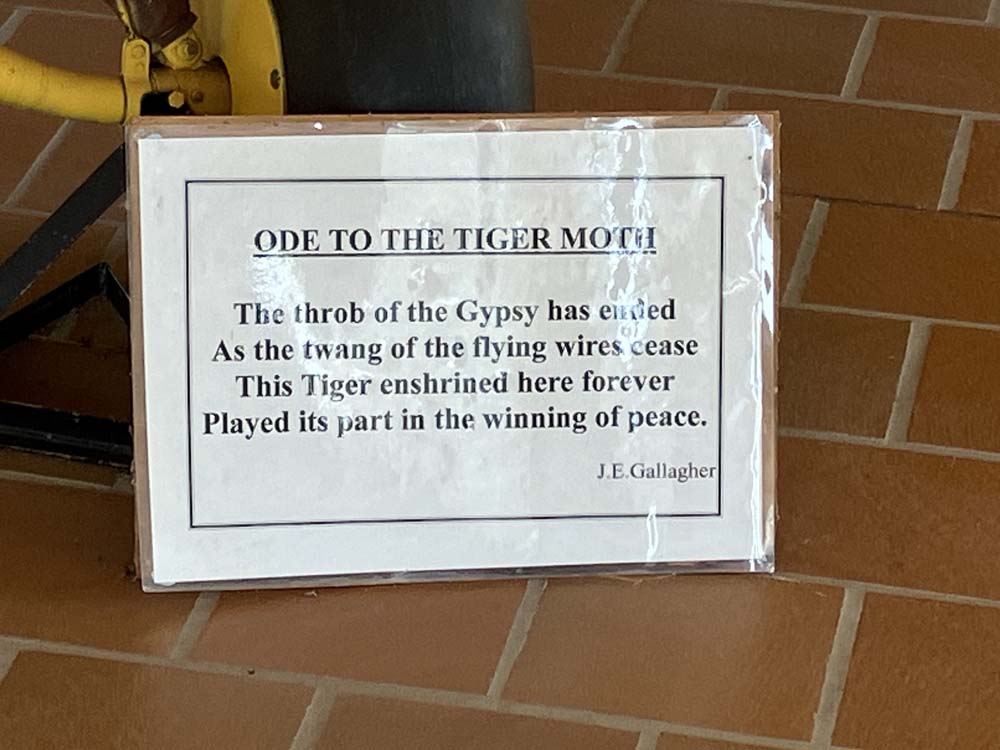 ODE TO THE TIGER MOTH
The throb of the Gypsy has ended
As the twang of the flying wires cease
This Tiger enshrined here forever
Played its part in the winning of peace.
J.E.Gallagher